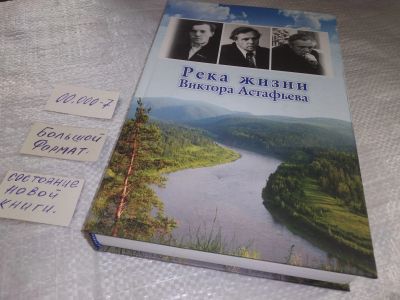 Река жизни
Виктора Астафьева
00.000-7
Большой
формат.
состояние
новой
книги.